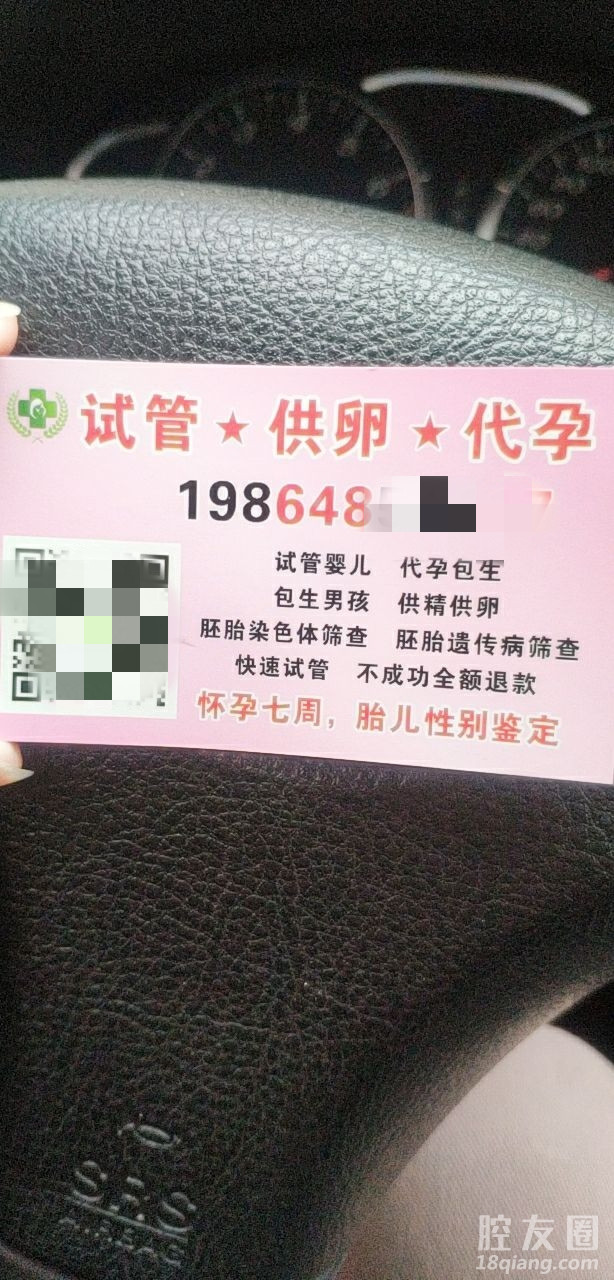 试管★供卵★代孕
198648
试管婴儿 代孕包生
包生男孩 供精供卵
胚胎染色体筛查 胚胎遗传病筛查
快速试管 不成功全额退款
怀孕七周，胎儿性别鉴定
SRS
AIRBAG
腔友圈
18qiang.com